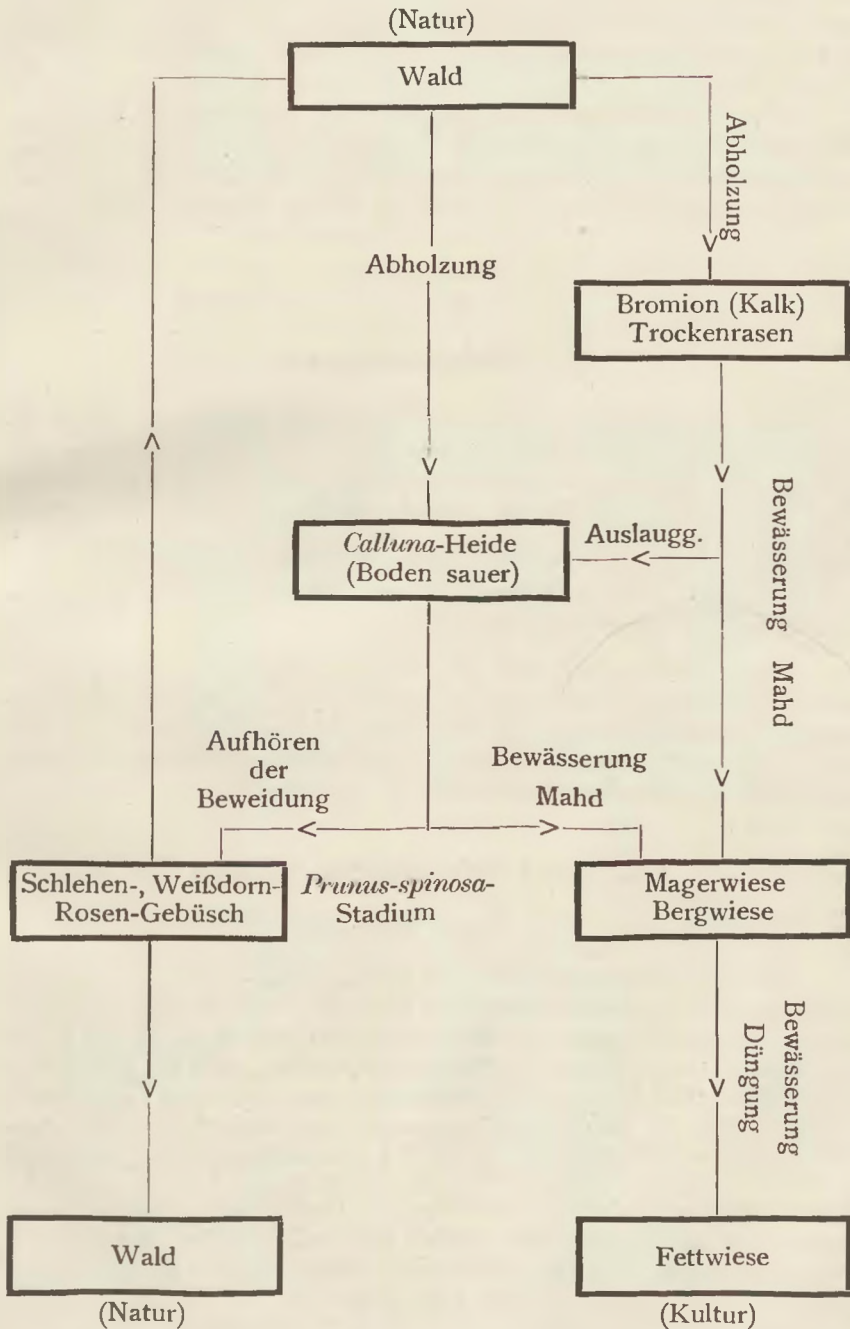 (Natur)
Wald
Abholzung
Abholzung
Bromion (Kalk)
Trockenrasen
Bewässerung Mahd
Calluna-Heide
(Boden sauer)
Auslaugg.
Aufhören
der
Beweidung
Bewässerung
Mahd
Schlehen-, Weißdorn-
Rosen-Gebüsch
Prunus-spinosa-
Stadium
Magerwiese
Bergwiese
Bewässerung
Düngung
Wald
(Natur)
Fettwiese
(Kultur)